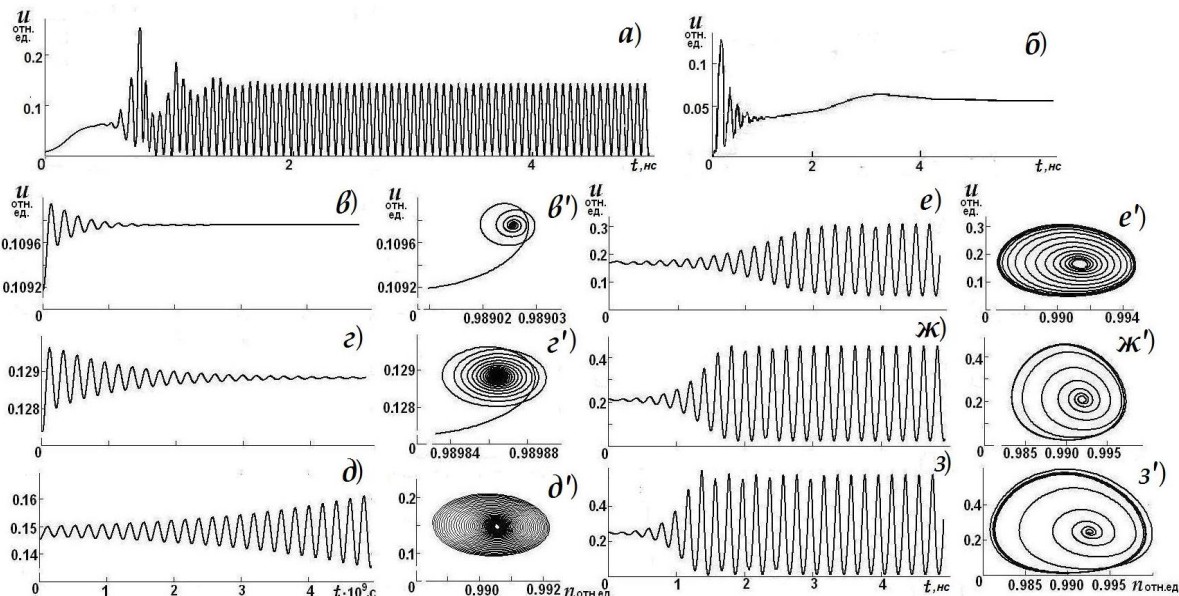 u
отн.
ед.
0.2
0.1
0
2
4
t,нс
а)
u
отн.
ед.
0.1
0.05
0
2
4
t,нс
б)
u
отн.
ед.
0.1096
0.1092
0
в)
u
отн.
ед.
0.1096
0.1092
0
0.98902 0.98903
в')
u
отн.
ед.
0.3
0.2
0.1
0
е)
u
отн.
ед.
0.3
0.2
0.1
0
0.990 0.994
е')
0.129
0.128
0
г)
0.129
0.128
0
0.98984 0.98988
г')
0.4
0.2
0
ж)
0.4
0.2
0
0.985 0.990 0.995
ж')
0.16
0.15
0.14
0
1
2
3
4
t·10⁹,с
д)
0.2
0.1
0
0.990
0.992
n отн.ед
д')
0.4
0.2
0
1
2
3
4
t,нс
з)
0.4
0.2
0
0.985 0.990 0.995
n отн.ед
з')